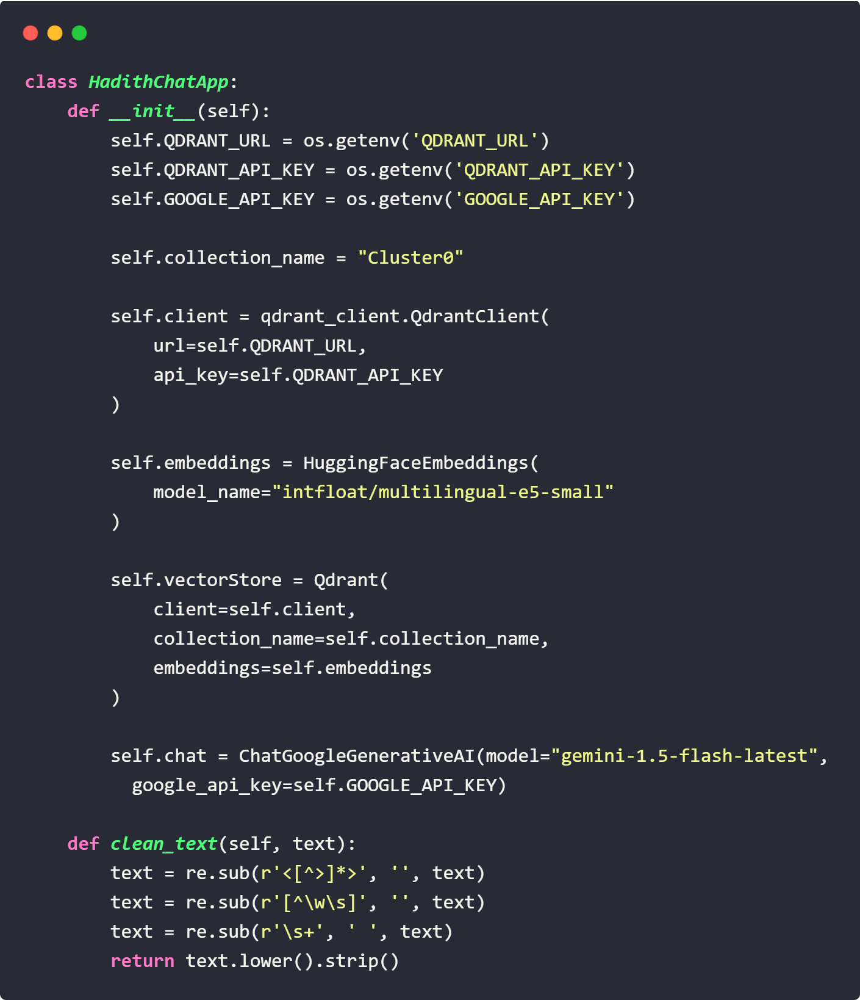 class HadithChatApp:
    def __init__(self):
        self.QDRANT_URL = os.getenv('QDRANT_URL')
        self.QDRANT_API_KEY = os.getenv('QDRANT_API_KEY')
        self.GOOGLE_API_KEY = os.getenv('GOOGLE_API_KEY')

        self.collection_name = "Cluster0"

        self.client = qdrant_client.QdrantClient(
            url=self.QDRANT_URL,
            api_key=self.QDRANT_API_KEY
        )

        self.embeddings = HuggingFaceEmbeddings(
            model_name="intfloat/multilingual-e5-small"
        )

        self.vectorStore = Qdrant(
            client=self.client,
            collection_name=self.collection_name,
            embeddings=self.embeddings
        )

        self.chat = ChatGoogleGenerativeAI(model="gemini-1.5-flash-latest",
          google_api_key=self.GOOGLE_API_KEY)

    def clean_text(self, text):
        text = re.sub(r'<[^>]*>', '', text)
        text = re.sub(r'[^\w\s]', '', text)
        text = re.sub(r'\s+', ' ', text)
        return text.lower().strip()